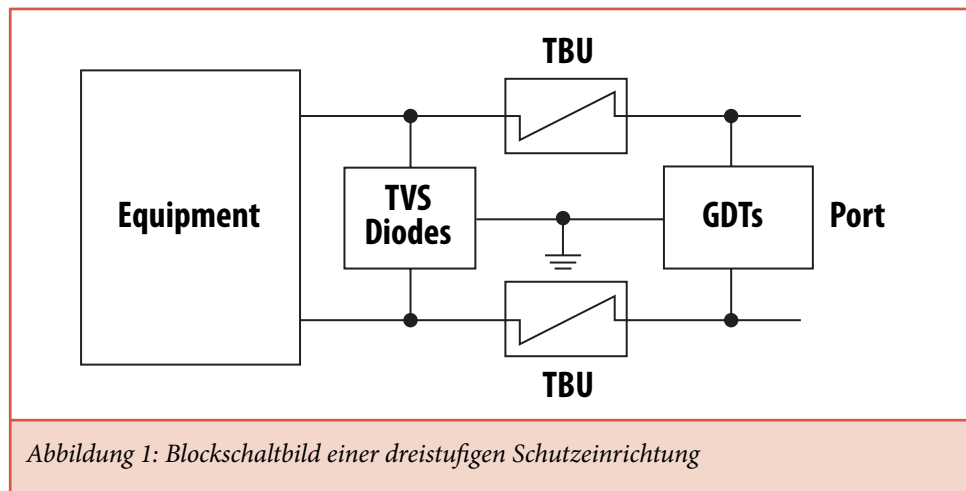 TBU
Equipment
TVS
Diodes
GDTs
Port
TBU
Abbildung 1: Blockschaltbild einer dreistufigen Schutzeinrichtung